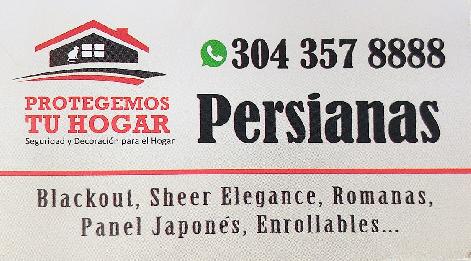 304 357 8888
PROTEGEMOS
TU HOGAR
Seguridad y Decoración para el Hogar
Persianas
Blackout, Sheer Elegance, Romanas,
Panel Japonés, Enrollables...